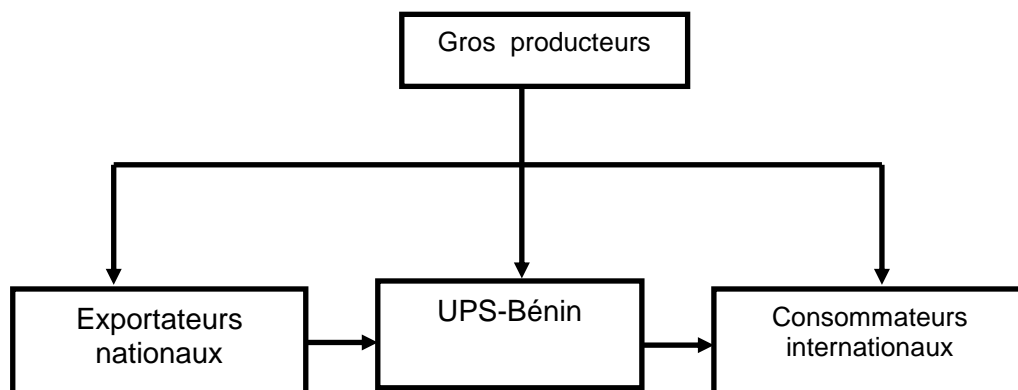 Gros producteurs
Exportateurs
nationaux
UPS-Bénin
Consommateurs
internationaux